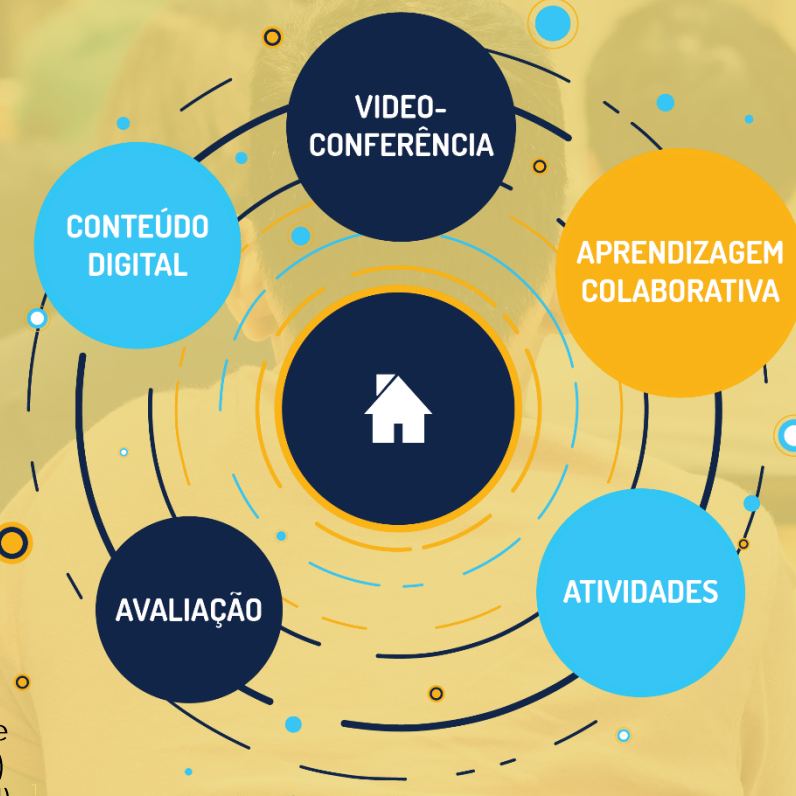 VIDEO-
CONFERÊNCIA
CONTEÚDO
DIGITAL
APRENDIZAGEM
COLABORATIVA
AVALIAÇÃO
ATIVIDADES
e
)